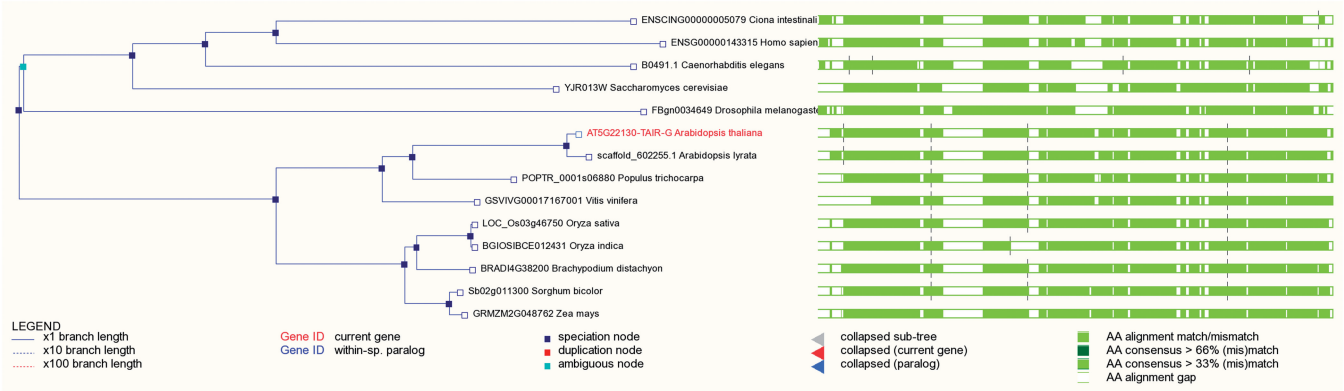 ENSCING00000005079 Ciona intestinali
ENSG00000143315 Homo sapien
B0491.1 Caenorhabditis elegans
YJR013W Saccharomyces cerevisiae
FBgn0034649 Drosophila melanogast
AT5G22130-TAIR-G Arabidopsis thaliana
scaffold_602255.1 Arabidopsis lyrata
POPTR_0001s06880 Populus trichocarpa
GSVIVG00017167001 Vitis vinifera
LOC_Os03g46750 Oryza sativa
BGIOSIBCE012431 Oryza indica
BRADI4G38200 Brachypodium distachyon
Sb02g011300 Sorghum bicolor
GRMZM2G048762 Zea mays
LEGEND
x1 branch length
x10 branch length
x100 branch length
Gene ID current gene
Gene ID within-sp. paralog
speciation node
duplication node
ambiguous node
collapsed sub-tree
collapsed (current gene)
collapsed (paralog)
AA alignment match/mismatch
AA consensus > 66% (mis)match
AA consensus > 33% (mis)match
AA alignment gap